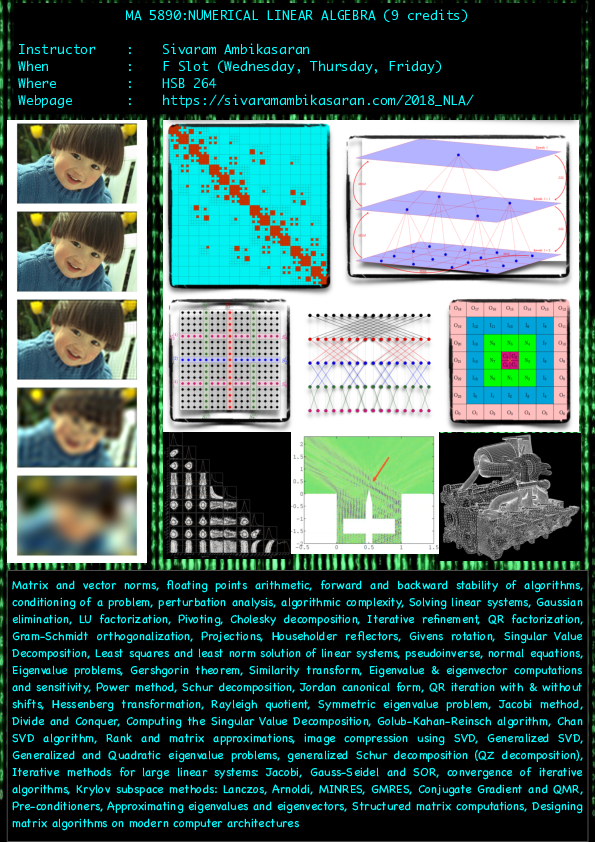 MA 5890:NUMERICAL LINEAR ALGEBRA (9 credits)
Instructor : Sivaram Ambikasaran
When : F Slot (Wednesday, Thursday, Friday)
Where : HSB 264
Webpage : https://sivaramambikasaran.com/2018_NLA/
Matrix and vector norms, floating points arithmetic, forward and backward stability of algorithms,
conditioning of a problem, perturbation analysis, algorithmic complexity, Solving linear systems, Gaussian
elimination, LU factorization, Pivoting, Cholesky decomposition, Iterative refinement, QR factorization,
Gram-Schmidt orthogonalization, Projections, Householder reflectors, Givens rotation, Singular Value
Decomposition, Least squares and least norm solution of linear systems, pseudoinverse, normal equations,
Eigenvalue problems, Gershgorin theorem, Similarity transform, Eigenvalue & eigenvector computations
and sensitivity, Power method, Schur decomposition, Jordan canonical form, QR iteration with & without
shifts, Hessenberg transformation, Rayleigh quotient, Symmetric eigenvalue problem, Jacobi method,
Divide and Conquer, Computing the Singular Value Decomposition, Golub-Kahan-Reinsch algorithm, Chan
SVD algorithm, Rank and matrix approximations, image compression using SVD, Generalized SVD,
Generalized and Quadratic eigenvalue problems, generalized Schur decomposition (QZ decomposition),
Iterative methods for large linear systems: Jacobi, Gauss-Seidel and SOR, convergence of iterative
algorithms, Krylov subspace methods: Lanczos, Arnoldi, MINRES, GMRES, Conjugate Gradient and QMR,
Pre-conditioners, Approximating eigenvalues and eigenvectors, Structured matrix computations, Designing
matrix algorithms on modern computer architectures